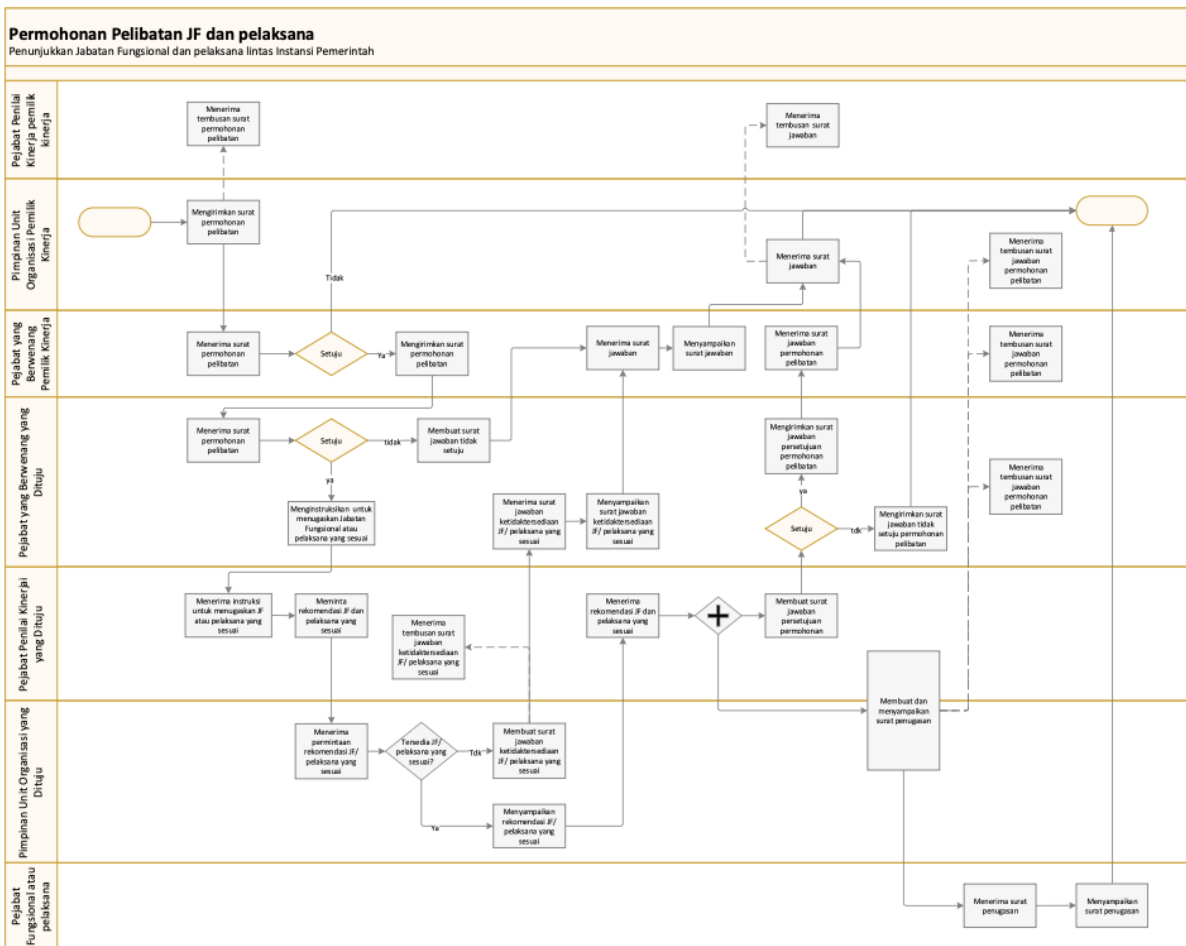 Permohonan Pelibatan JF dan pelaksana
Penunjukkan Jabatan Fungsional dan pelaksana lintas Instansi Pemerintah
Pejabat Penilai
Kinerja pemilik
kinerja
Menerima
tembusan surat
permohonan
pelibatan
Menerima
tembusan surat
jawaban
Pimpinan Unit
Organisasi Pemilik
Kinerja
Mengirimkan surat
permohonan
pelibatan
Tidak
Menerima surat
jawaban
Menerima
tembusan surat
jawaban
permohonan
pelibatan
Pejabat yang
Berwenang
Pemilik Kinerja
Menerima surat
permohonan
pelibatan
Setuju
Ya
Mengirimkan surat
permohonan
pelibatan
Menerima surat
jawaban
Menyampaikan
surat jawaban
Menerima surat
jawaban
permohonan
pelibatan
Menerima
tembusan surat
jawaban
permohonan
pelibatan
Pejabat yang Berwenang yang
Dituju
Menerima surat
permohonan
pelibatan
Setuju
tidak
Membuat surat
jawaban tidak
setuju
ya
Menginstruksikan untuk
menugaskan Jabatan
Fungsional atau
pelaksana yang sesuai
Menerima surat
jawaban
ketidaktersediaan
JF/ pelaksana yang
sesuai
Menyampaikan
surat jawaban
ketidaktersediaan
JF/ pelaksana yang
sesuai
Mengirimkan surat
jawaban
persetujuan
permohonan
pelibatan
ya
Setuju
tdk
Mengirimkan surat
jawaban tidak
setuju permohonan
pelibatan
Menerima
tembusan surat
jawaban
permohonan
pelibatan
Pejabat Penilai Kinerjai
yang Dituju
Menerima instruksi
untuk menugaskan JF
atau pelaksana yang
sesuai
Meminta
rekomendasi JF dan
pelaksana yang
sesuai
Menerima
tembusan surat
jawaban
ketidaktersediaan
JF/ pelaksana yang
sesuai
Menerima
rekomendasi JF dan
pelaksana yang
sesuai
Membuat surat
jawaban
persetujuan
permohonan
Membuat dan
menyampaikan
surat penugasan
Pimpinan Unit Organisasi yang
Dituju
Menerima
permintaan
rekomendasi JF/
pelaksana yang
sesuai
Tersedia JF/
pelaksana yang
sesuai?
Tdk
Membuat surat
jawaban
ketidaktersediaan
JF/ pelaksana yang
sesuai
Ya
Menyampaikan
rekomendasi JF/
pelaksana yang
sesuai
Pejabat
Fungsional atau
pelaksana
Menerima surat
penugasan
Menyampaikan
surat penugasan